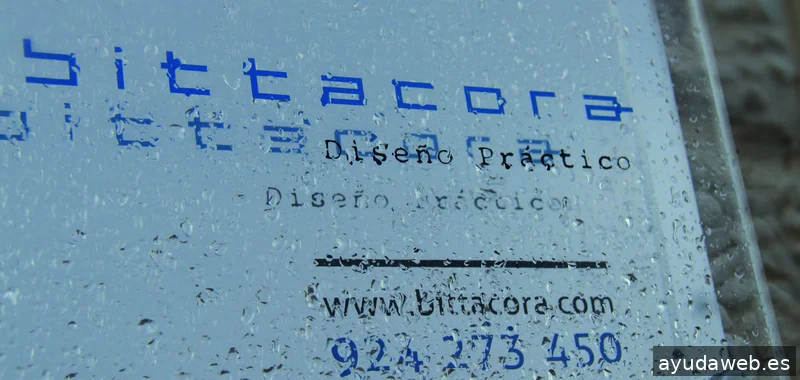 bittacora
Diseño Práctico
www.bittacora.com
924 273 450
ayudaweb.es